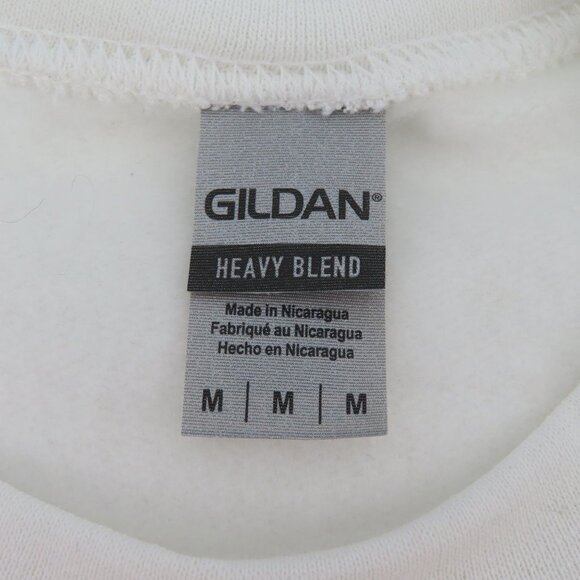 GILDAN®
HEAVY BLEND
Made in Nicaragua
Fabriqué au Nicaragua
Hecho en Nicaragua
M | M | M